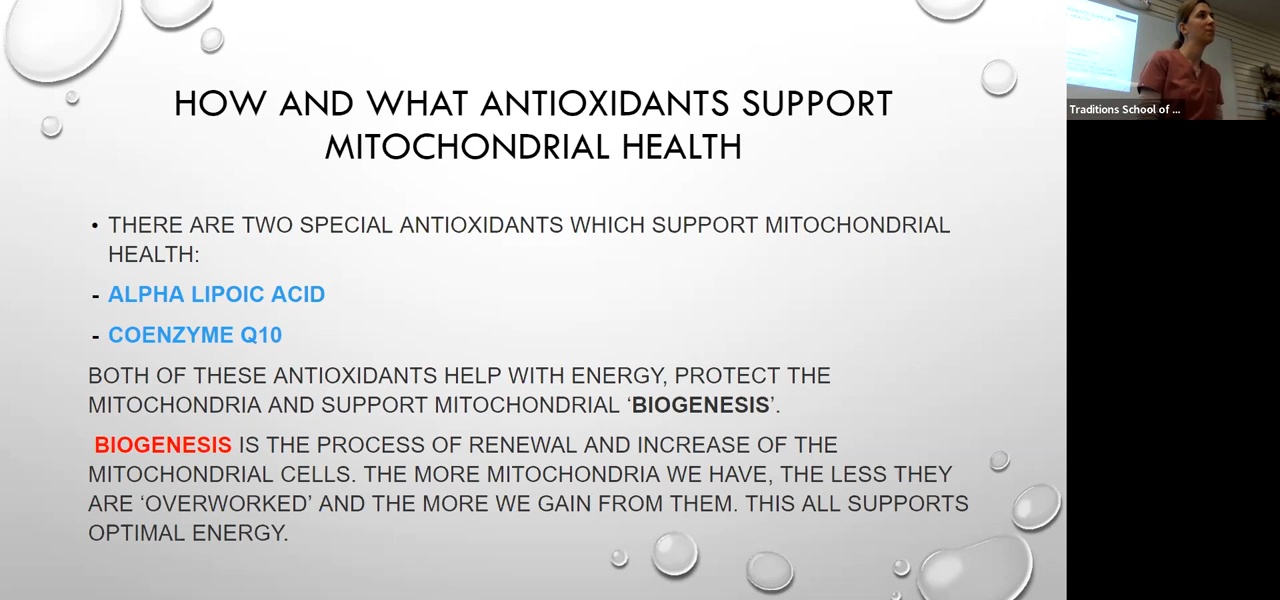 HOW AND WHAT ANTIOXIDANTS SUPPORT
MITOCHONDRIAL HEALTH
• THERE ARE TWO SPECIAL ANTIOXIDANTS WHICH SUPPORT MITOCHONDRIAL
HEALTH:
- ALPHA LIPOIC ACID
- COENZYME Q10
BOTH OF THESE ANTIOXIDANTS HELP WITH ENERGY, PROTECT THE
MITOCHONDRIA AND SUPPORT MITOCHONDRIAL ‘BIOGENESIS’.
BIOGENESIS IS THE PROCESS OF RENEWAL AND INCREASE OF THE
MITOCHONDRIAL CELLS. THE MORE MITOCHONDRIA WE HAVE, THE LESS THEY
ARE ‘OVERWORKED’ AND THE MORE WE GAIN FROM THEM. THIS ALL SUPPORTS
OPTIMAL ENERGY.
Traditions School of ...